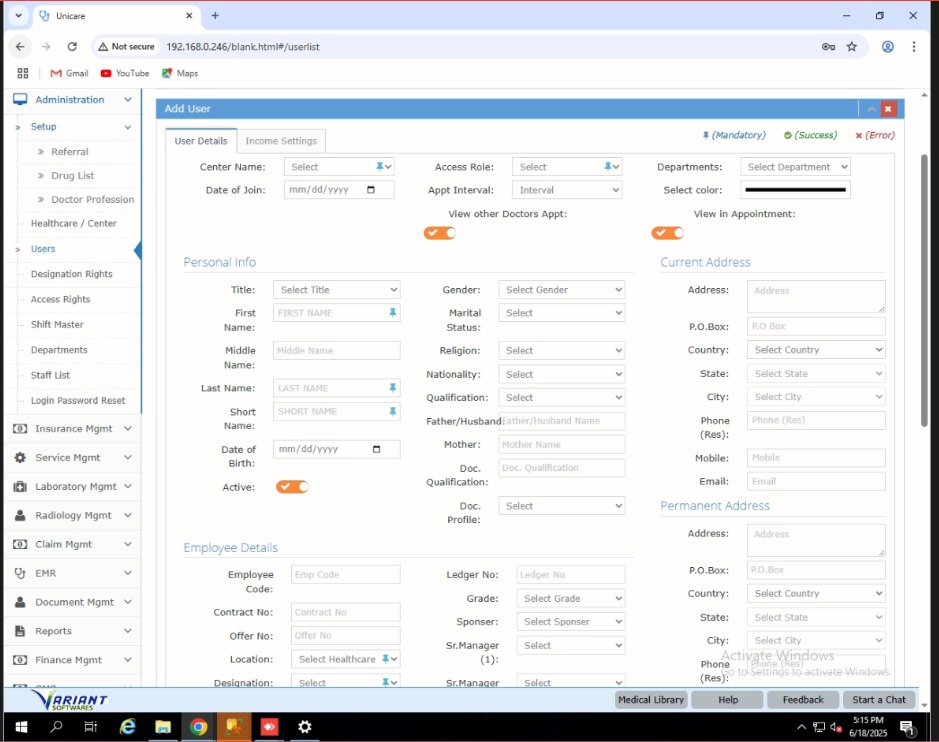 Unicare
Not secure 192.168.0.246/blank.html#/userlist
Gmail YouTube Maps
Administration
Setup
Referral
Drug List
Doctor Profession
Healthcare / Center
Users
Designation Rights
Access Rights
Shift Master
Departments
Staff List
Login Password Reset
Insurance Mgmt
Service Mgmt
Laboratory Mgmt
Radiology Mgmt
Claim Mgmt
EMR
Document Mgmt
Reports
Finance Mgmt
Add User
User Details Income Settings
(Mandatory) (Success) (Error)
Center Name: Select Access Role: Select Departments: Select Department
Date of Join: mm/dd/yyyy Appt Interval: Interval Select color:
View other Doctors Appt: View in Appointment:
Personal Info
Title: Select Title
First Name: FIRST NAME
Middle Name: Middle Name
Last Name: LAST NAME
Short Name: SHORT NAME
Date of Birth: mm/dd/yyyy
Active:
Gender: Select Gender
Marital Status: Select
Religion: Select
Nationality: Select
Qualification: Select
Father/Husband: Father/Husband Name
Mother: Mother Name
Doc. Qualification: Doc. Qualification
Doc. Profile: Select
Current Address
Address: Address
P.O.Box: P.O Box
Country: Select Country
State: Select State
City: Select City
Phone (Res): Phone (Res)
Mobile: Mobile
Email: Email
Employee Details
Employee Code: Emp Code
Contract No: Contract No
Offer No: Offer No
Location: Select Healthcare
Designation: Select
Ledger No: Ledger No
Grade: Select Grade
Sponser: Select Sponser
Sr.Manager (1): Select
Sr.Manager Select
Permanent Address
Address: Address
P.O.Box: P.O.Box
Country: Select Country
State: Select State
City: Select City
Phone (Res): Phone (Res)
Activate Windows
Go to Settings to activate Windows.
VARIANT
SOFTWARES
Medical Library Help Feedback Start a Chat
5:15 PM
6/18/2025
1